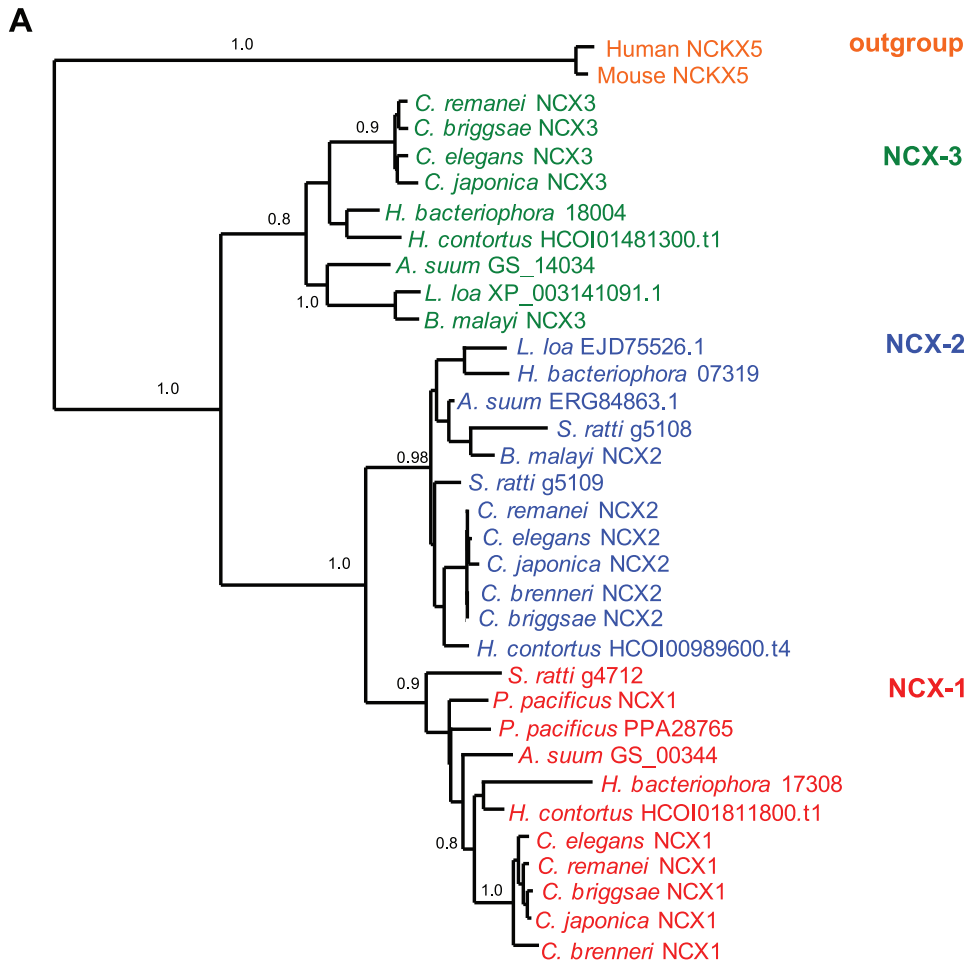 A
1.0
Human NCKX5
outgroup
Mouse NCKX5
C. remanei NCX3
0.9
C. briggsae NCX3
C. elegans NCX3
NCX-3
C. japonica NCX3
0.8
H. bacteriophora 18004
H. contortus HCOI01481300.t1
A. suum GS_14034
1.0
L. loa XP_003141091.1
B. malayi NCX3
NCX-2
L. loa EJD75526.1
H. bacteriophora 07319
1.0
A. suum ERG84863.1
S. ratti g5108
0.98
B. malayi NCX2
S. ratti g5109
C. remanei NCX2
C. elegans NCX2
1.0
C. japonica NCX2
C. brenneri NCX2
C. briggsae NCX2
H. contortus HCOI00989600.t4
0.9
S. ratti g4712
NCX-1
P. pacificus NCX1
P. pacificus PPA28765
A. suum GS_00344
H. bacteriophora 17308
H. contortus HCOI01811800.t1
0.8
C. elegans NCX1
C. remanei NCX1
1.0
C. briggsae NCX1
C. japonica NCX1
C. brenneri NCX1